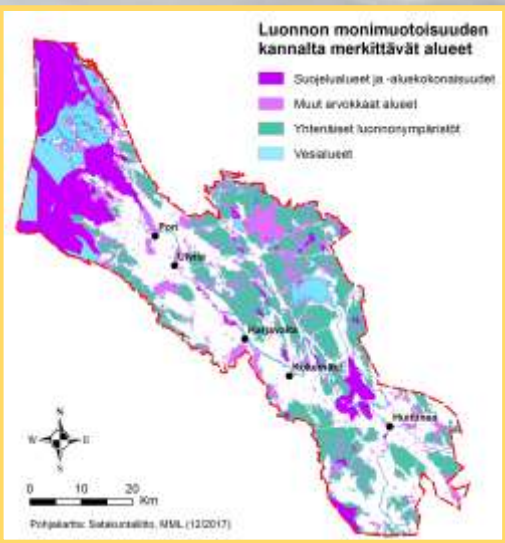 Luonnon monimuotoisuuden
kannalta merkittävät alueet
Suojelualueet ja -aluekokonaisuudet
Muut arvokkaat alueet
Yhtenäiset luonnonympäristöt
Vesialueet
Pori
Ulvila
Harjavalta
Kokemäki
Huittinen
N
W
E
S
0 10 20
Km
Pohjakartta: Satakuntaliitto, MML (12/2017)